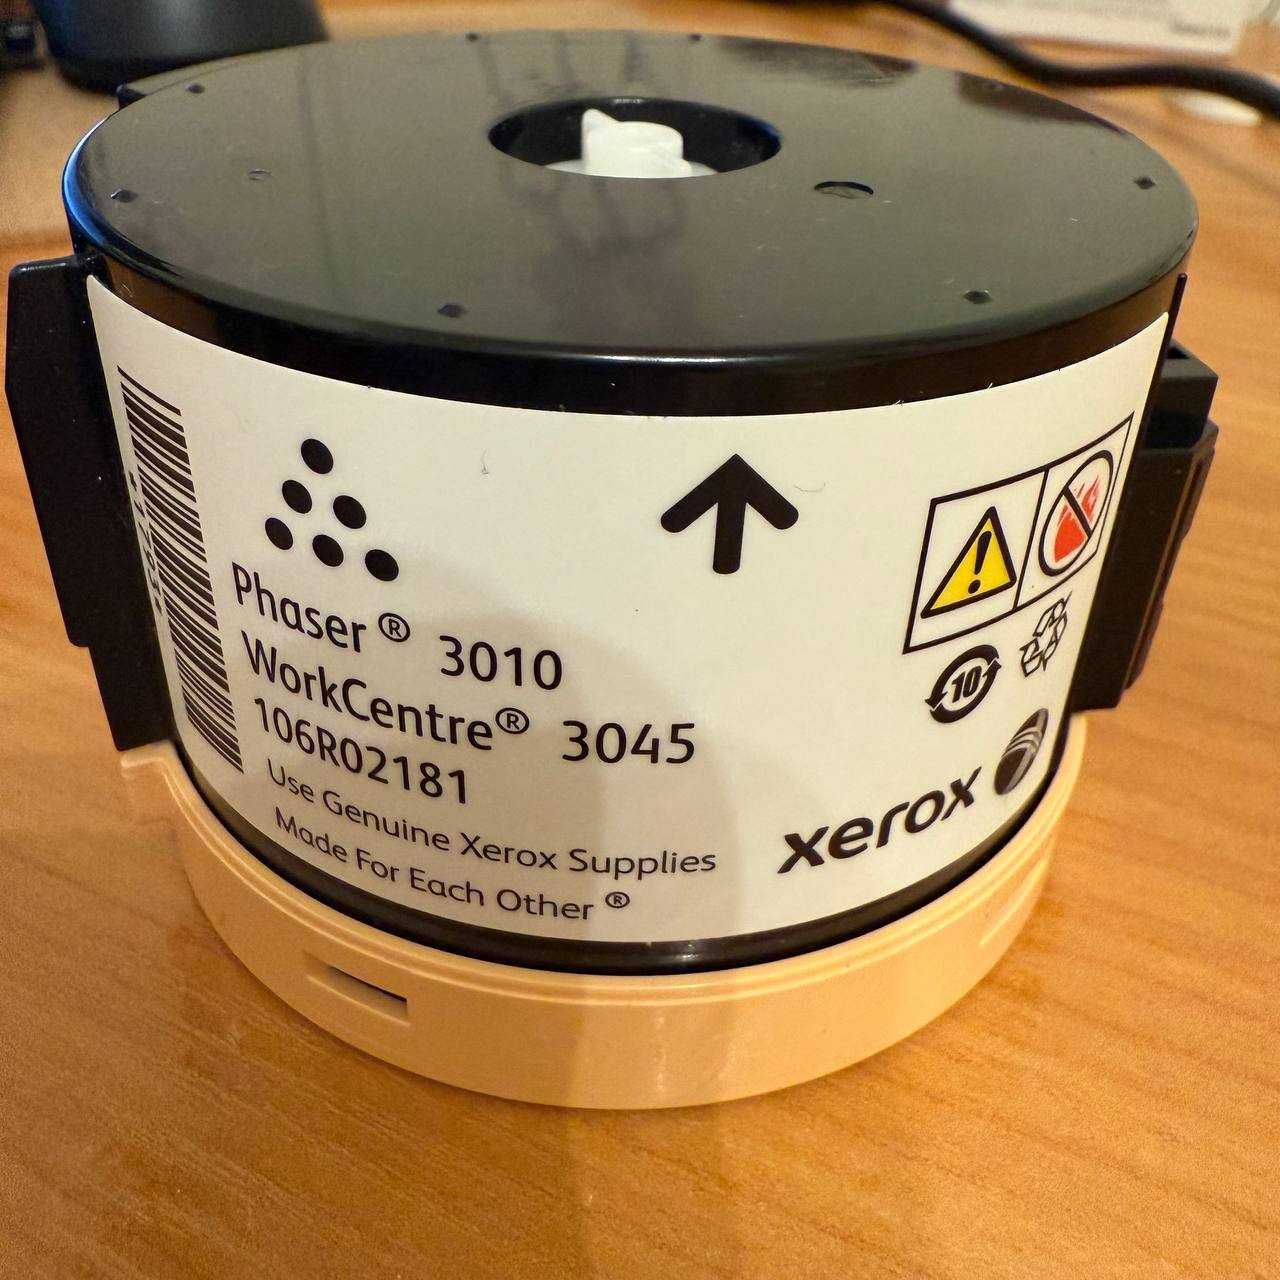 Phaser® 3010
WorkCentre® 3045
106R02181
Use Genuine Xerox Supplies
Made For Each Other®
10
xerox